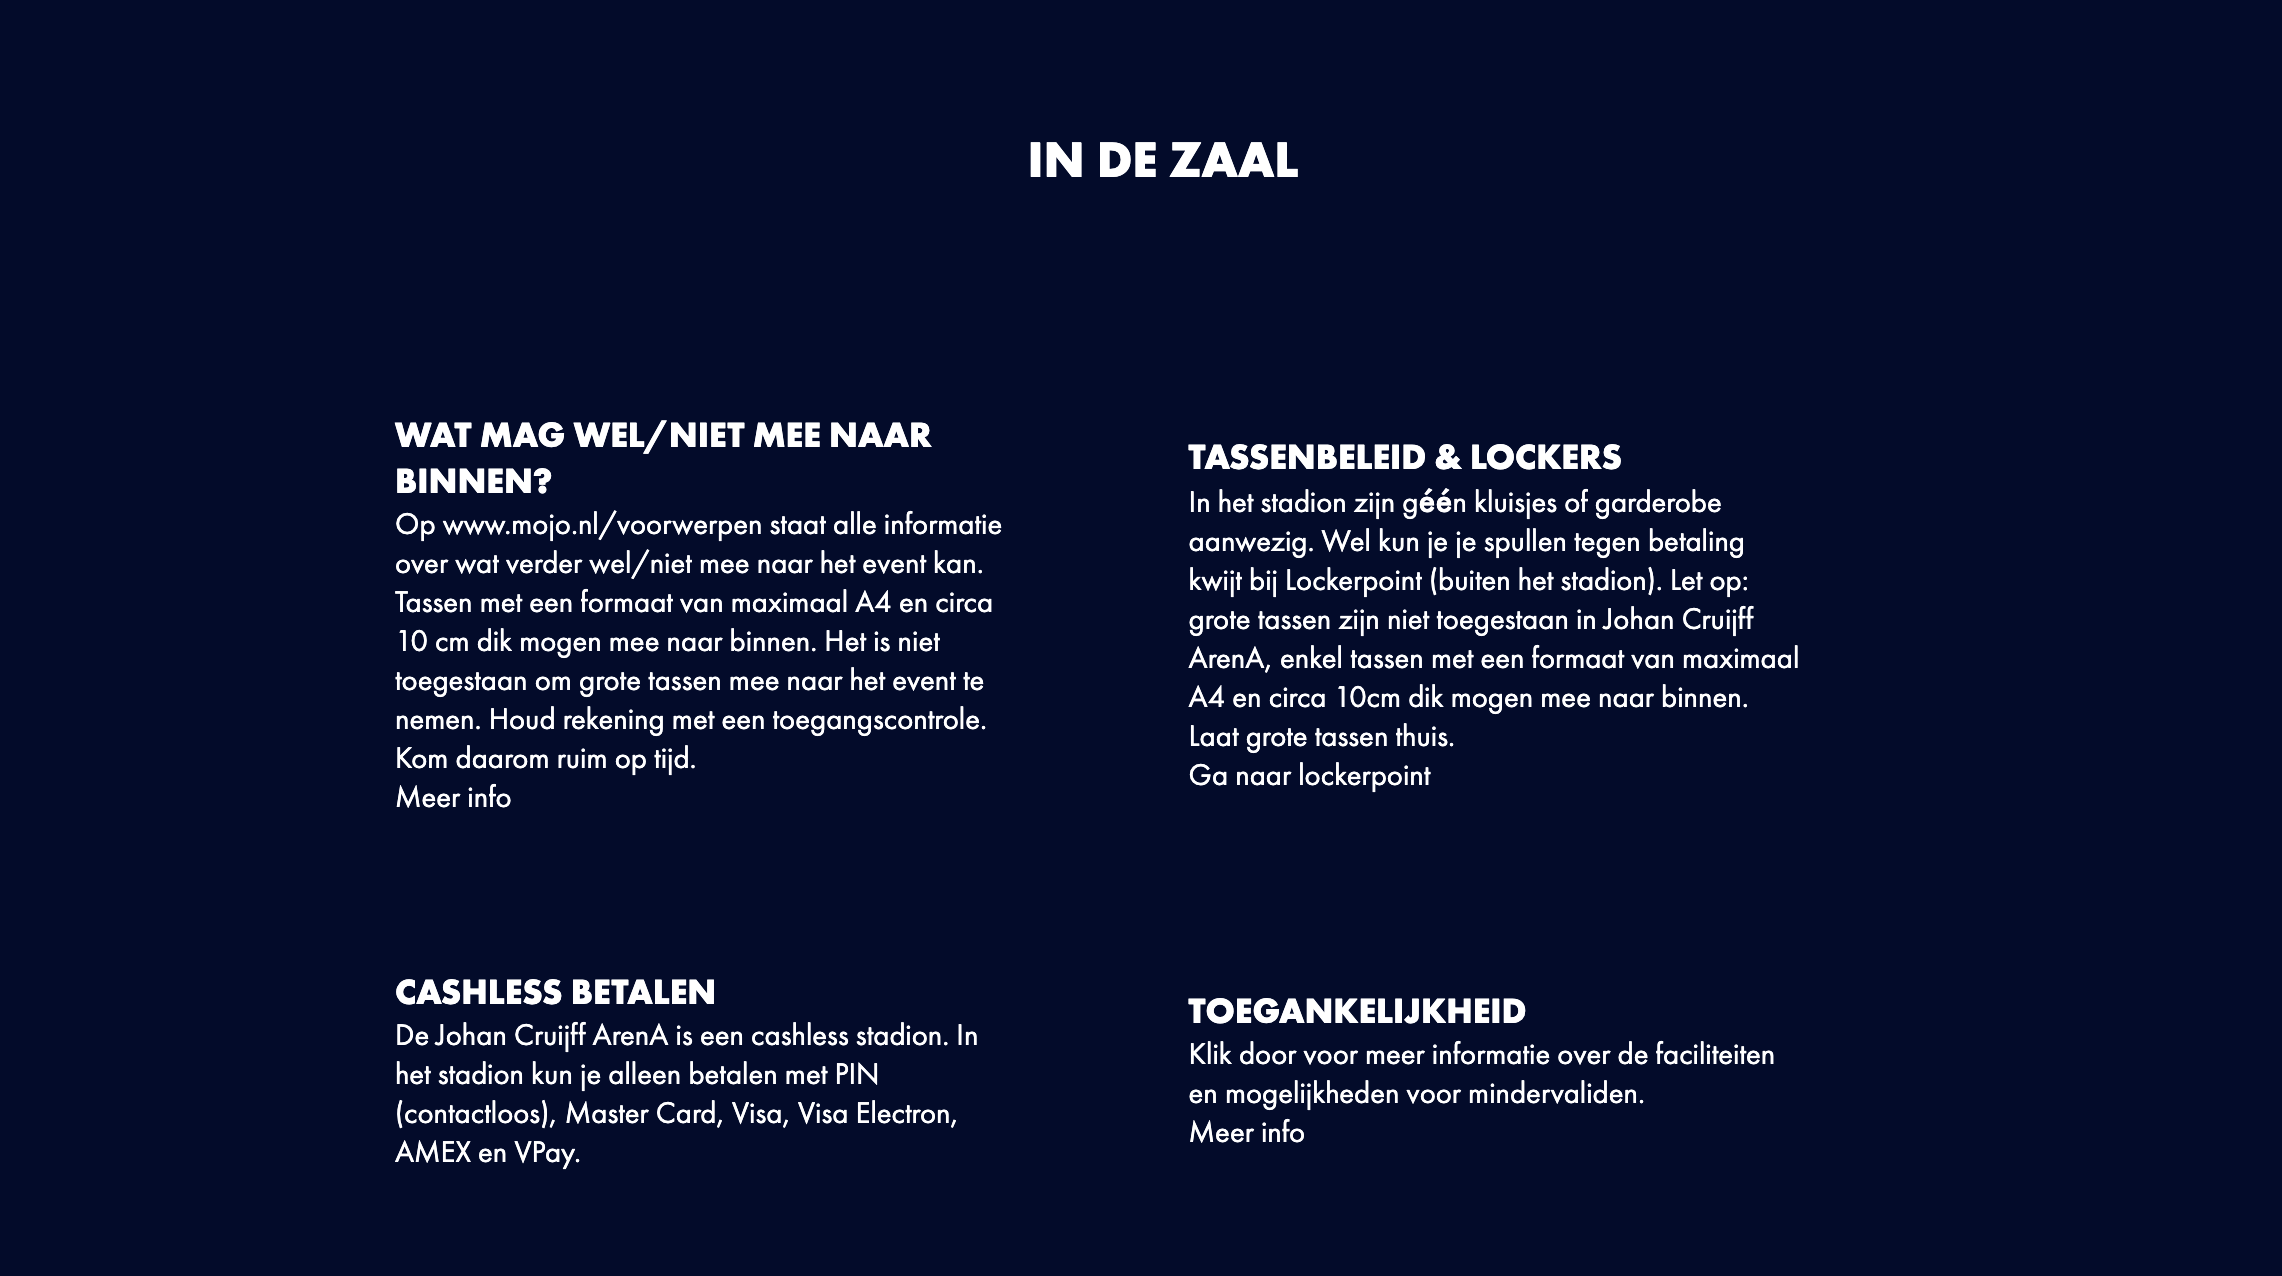 IN DE ZAAL
WAT MAG WEL/NIET MEE NAAR
BINNEN?
Op www.mojo.nl/voorwerpen staat alle informatie
over wat verder wel/niet mee naar het event kan.
Tassen met een formaat van maximaal A4 en circa
10 cm dik mogen mee naar binnen. Het is niet
toegestaan om grote tassen mee naar het event te
nemen. Houd rekening met een toegangscontrole.
Kom daarom ruim op tijd.
Meer info
TASSENBELEID & LOCKERS
In het stadion zijn géén kluisjes of garderobe
aanwezig. Wel kun je je spullen tegen betaling
kwijt bij Lockerpoint (buiten het stadion). Let op:
grote tassen zijn niet toegestaan in Johan Cruijff
ArenA, enkel tassen met een formaat van maximaal
A4 en circa 10cm dik mogen mee naar binnen.
Laat grote tassen thuis.
Ga naar lockerpoint
CASHLESS BETALEN
De Johan Cruijff ArenA is een cashless stadion. In
het stadion kun je alleen betalen met PIN
(contactloos), Master Card, Visa, Visa Electron,
AMEX en VPay.
TOEGANKELIJKHEID
Klik door voor meer informatie over de faciliteiten
en mogelijkheden voor mindervaliden.
Meer info